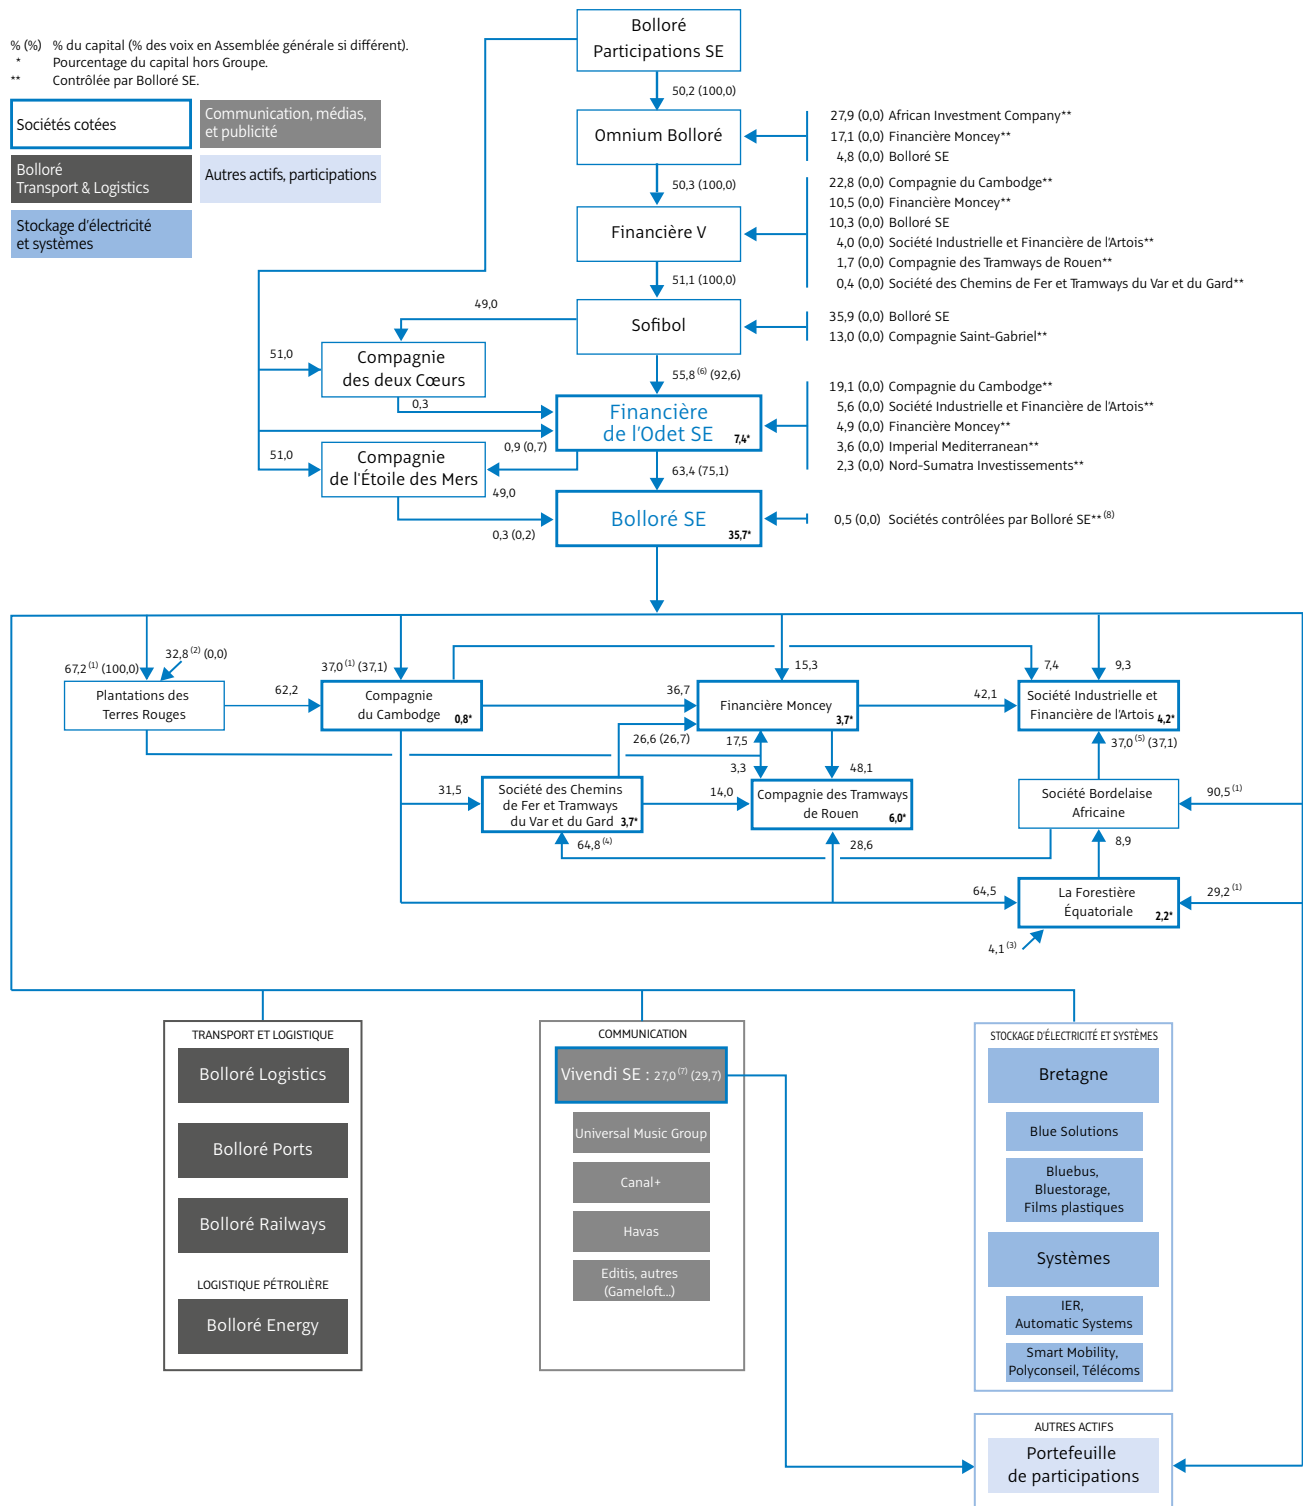 % (%) % du capital (% des voix en Assemblée générale si différent).
* Pourcentage du capital hors Groupe.
** Contrôlée par Bolloré SE.
Sociétés cotées
Communication, médias,
et publicité
Bolloré
Transport & Logistics
Autres actifs, participations
Stockage d'électricité
et systèmes
Bolloré
Participations SE
50,2 (100,0)
Omnium Bolloré
27,9 (0,0) African Investment Company**
17,1 (0,0) Financière Moncey**
4,8 (0,0) Bolloré SE
50,3 (100,0)
Financière V
22,8 (0,0) Compagnie du Cambodge**
10,5 (0,0) Financière Moncey**
10,3 (0,0) Bolloré SE
4,0 (0,0) Société Industrielle et Financière de l'Artois**
1,7 (0,0) Compagnie des Tramways de Rouen**
0,4 (0,0) Société des Chemins de Fer et Tramways du Var et du Gard**
51,1 (100,0)
49,0
Sofibol
35,9 (0,0) Bolloré SE
13,0 (0,0) Compagnie Saint-Gabriel**
51,0
Compagnie
des deux Cœurs
55,8 (6) (92,6)
0,3
Financière
de l'Odet SE
7,4*
19,1 (0,0) Compagnie du Cambodge**
5,6 (0,0) Société Industrielle et Financière de l'Artois**
4,9 (0,0) Financière Moncey**
3,6 (0,0) Imperial Mediterranean**
2,3 (0,0) Nord-Sumatra Investissements**
0,9 (0,7)
51,0
Compagnie
de l'Étoile des Mers
49,0
63,4 (75,1)
0,3 (0,2)
Bolloré SE
35,7*
0,5 (0,0) Sociétés contrôlées par Bolloré SE** (8)
67,2 (1) (100,0)
32,8 (2) (0,0)
37,0 (1) (37,1)
15,3
7,4
9,3
Plantations des
Terres Rouges
62,2
Compagnie
du Cambodge 0,8*
36,7
Financière Moncey
3,7*
42,1
Société Industrielle et
Financière de l'Artois 4,2*
26,6 (26,7)
17,5
37,0 (5) (37,1)
3,3
48,1
31,5
Société des Chemins
de Fer et Tramways
du Var et du Gard 3,7*
14,0
Compagnie des Tramways
de Rouen
6,0*
Société Bordelaise
Africaine
90,5 (1)
64,8 (4)
28,6
8,9
64,5
La Forestière
Équatoriale
2,2*
29,2 (1)
4,1 (3)
TRANSPORT ET LOGISTIQUE
Bolloré Logistics
Bolloré Ports
Bolloré Railways
LOGISTIQUE PÉTROLIÈRE
Bolloré Energy
COMMUNICATION
Vivendi SE : 27,0 (7) (29,7)
Universal Music Group
Canal+
Havas
Editis, autres
(Gameloft...)
STOCKAGE D'ÉLECTRICITÉ ET SYSTÈMES
Bretagne
Blue Solutions
Bluebus,
Bluestorage,
Films plastiques
Systèmes
IER,
Automatic Systems
Smart Mobility,
Polyconseil, Télécoms
AUTRES ACTIFS
Portefeuille
de participations